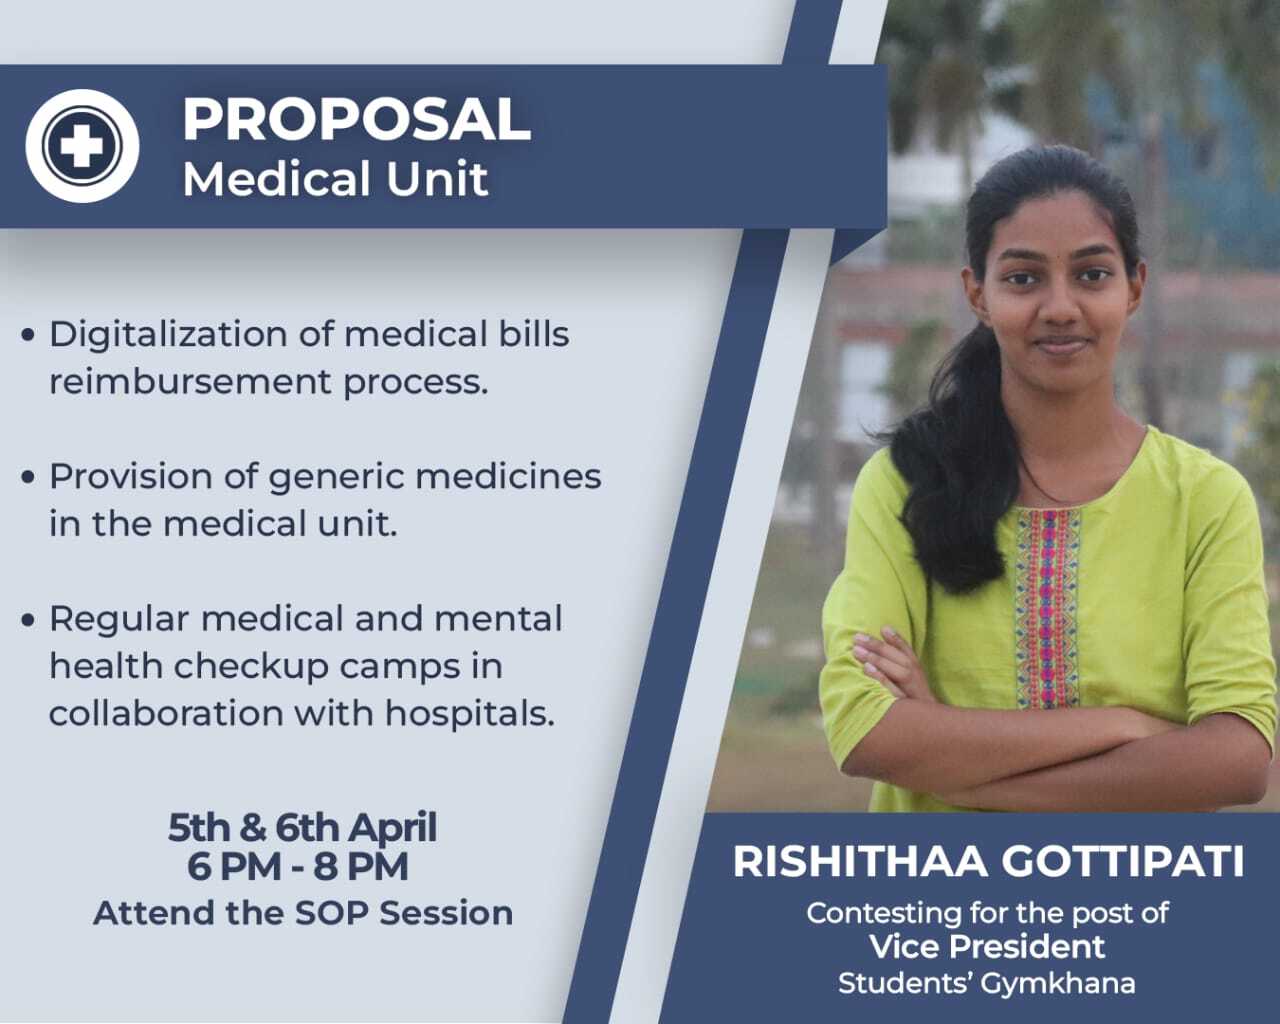 PROPOSAL
Medical Unit
• Digitalization of medical bills
reimbursement process.
• Provision of generic medicines
in the medical unit.
• Regular medical and mental
health checkup camps in
collaboration with hospitals.
5th & 6th April
6 PM - 8 PM
Attend the SOP Session
RISHITHAA GOTTIPATI
Contesting for the post of
Vice President
Students’ Gymkhana